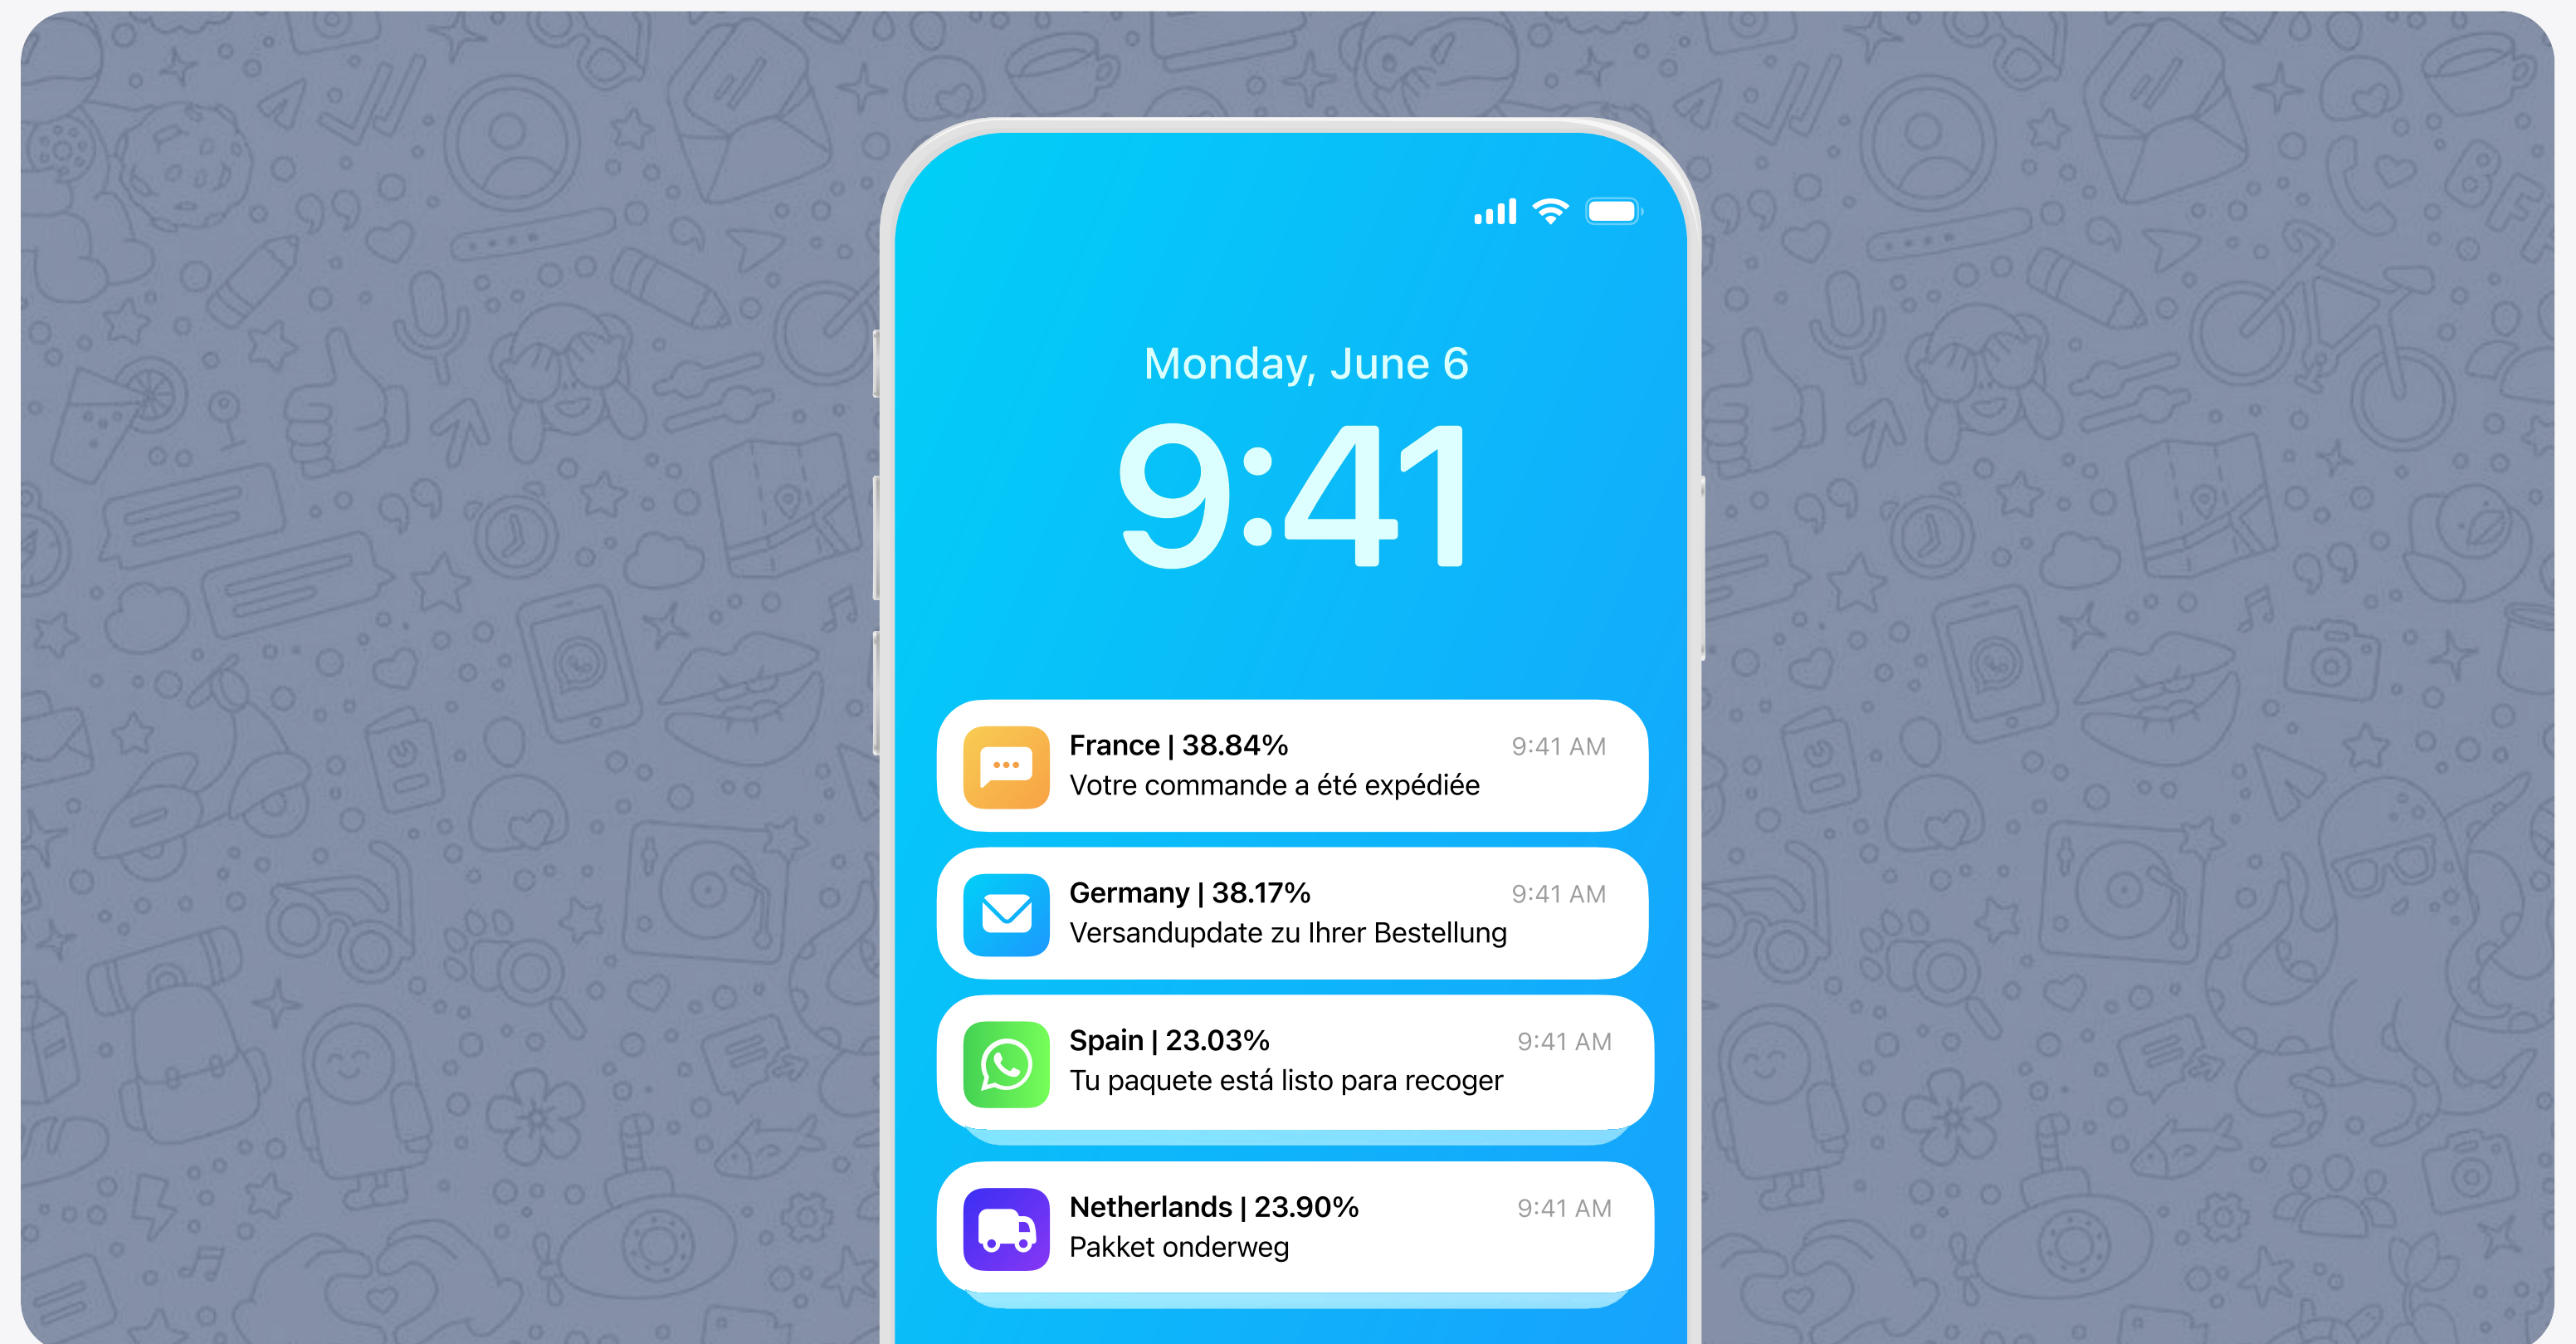 Monday, June 6
9:41
France | 38.84%
9:41 AM
Votre commande a été expédiée
Germany | 38.17%
9:41 AM
Versandupdate zu Ihrer Bestellung
Spain | 23.03%
9:41 AM
Tu paquete está listo para recoger
Netherlands | 23.90%
9:41 AM
Pakket onderweg